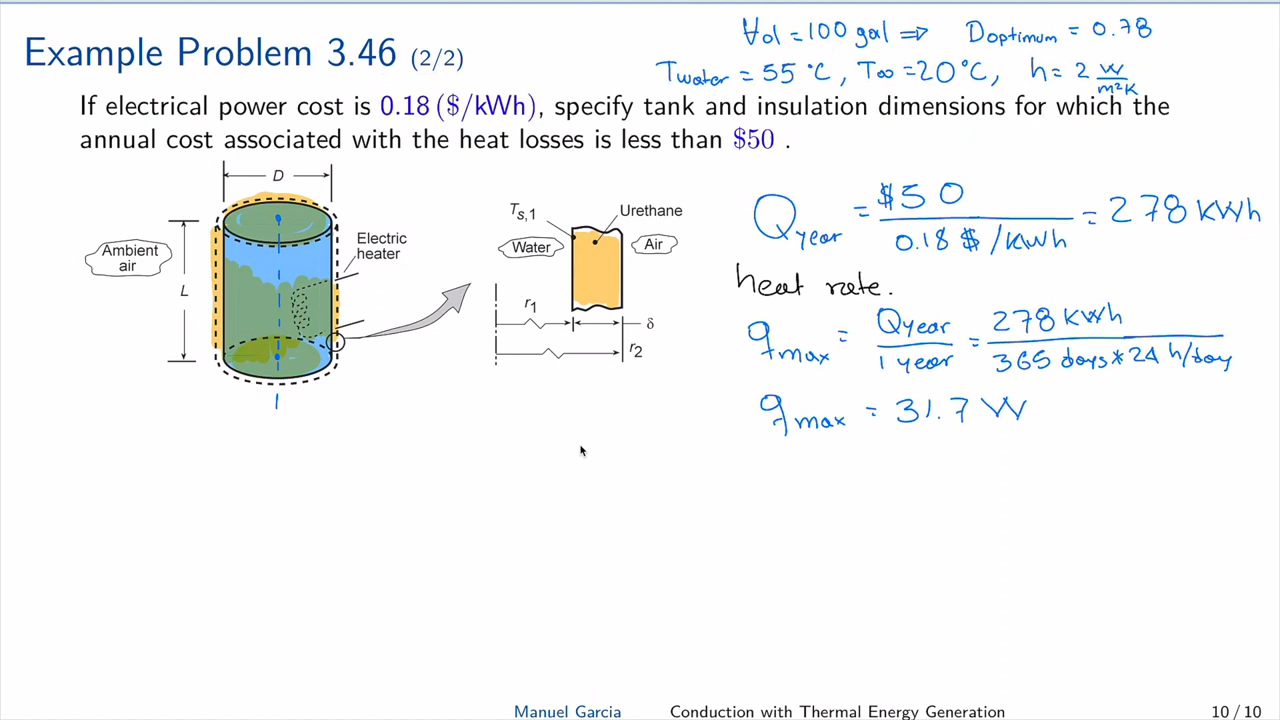 Vol = 100 gal ⇒ Doptimum = 0.78
Example Problem 3.46 (2/2)
Twater = 55 °C, T∞ = 20°C, h = 2 W/m²K
If electrical power cost is 0.18 ($/kWh), specify tank and insulation dimensions for which the
annual cost associated with the heat losses is less than $50 .
D
Ambient
air
L
Electric
heater
Ts,1
Urethane
Water
Air
r1
δ
r2
Qyear = $50 / 0.18 $/kWh = 278 kWh
heat rate.
qmax = Qyear / 1 year = 278 kWh / 365 days * 24 h/day
qmax = 31.7 W
Manuel Garcia
Conduction with Thermal Energy Generation
10 / 10